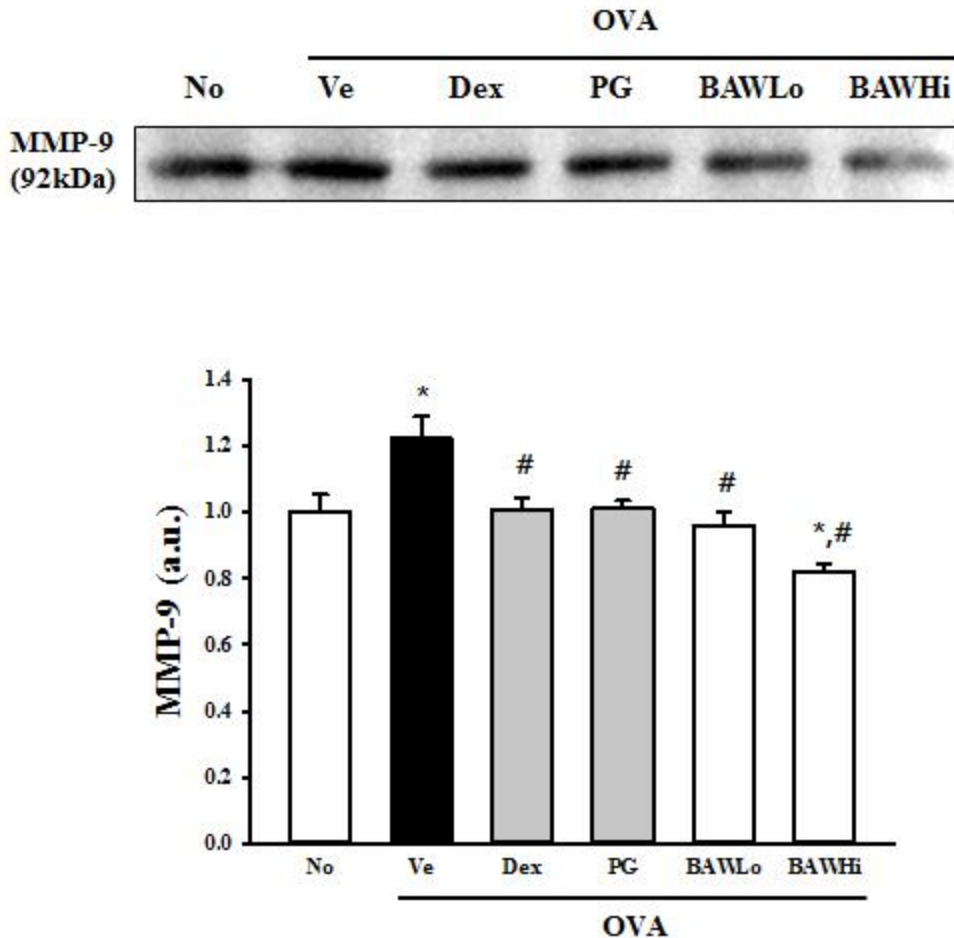 OVA
No Ve Dex PG BAWLo BAWHi
MMP-9
(92kDa)
1.4
1.2
1.0
0.8
0.6
0.4
0.2
0.0
MMP-9 (a.u.)
*
#
#
#
*,#
No Ve Dex PG BAWLo BAWHi
OVA